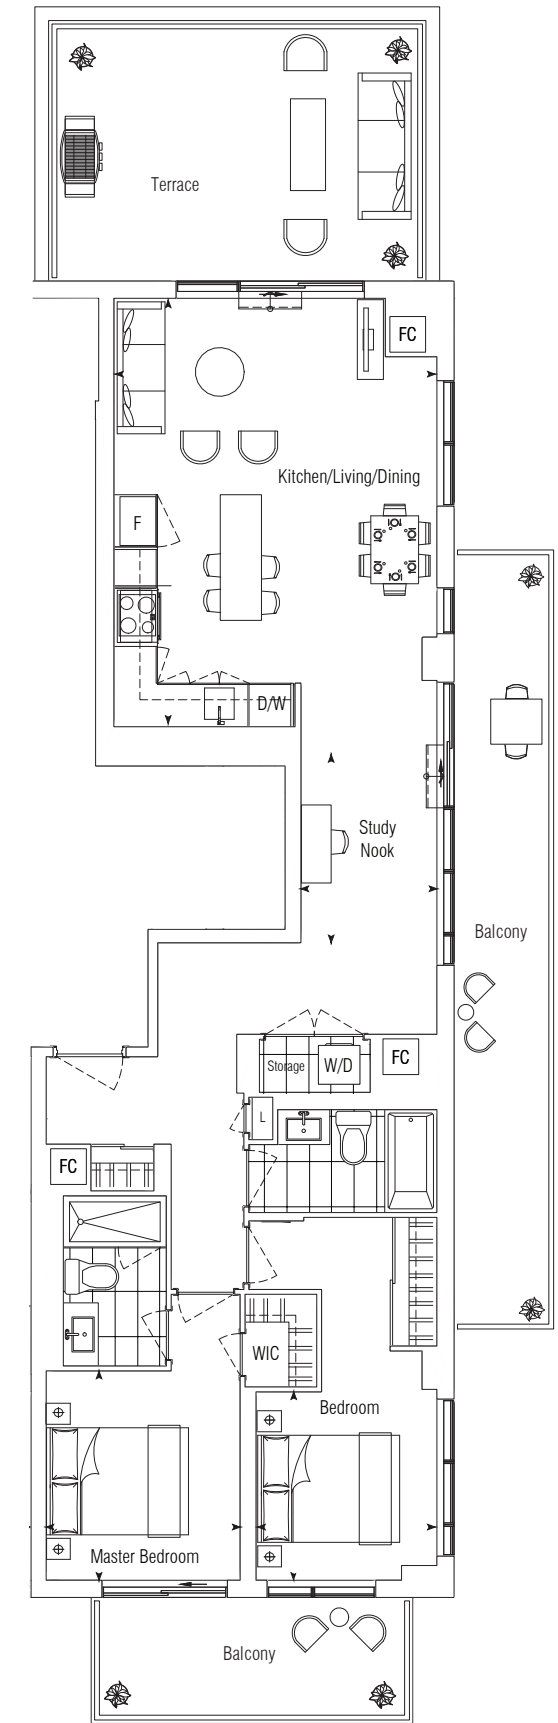 Terrace
FC
Kitchen/Living/Dining
F
D/W
Study
Nook
Balcony
Storage
W/D
FC
L
FC
WIC
Bedroom
Master Bedroom
Balcony